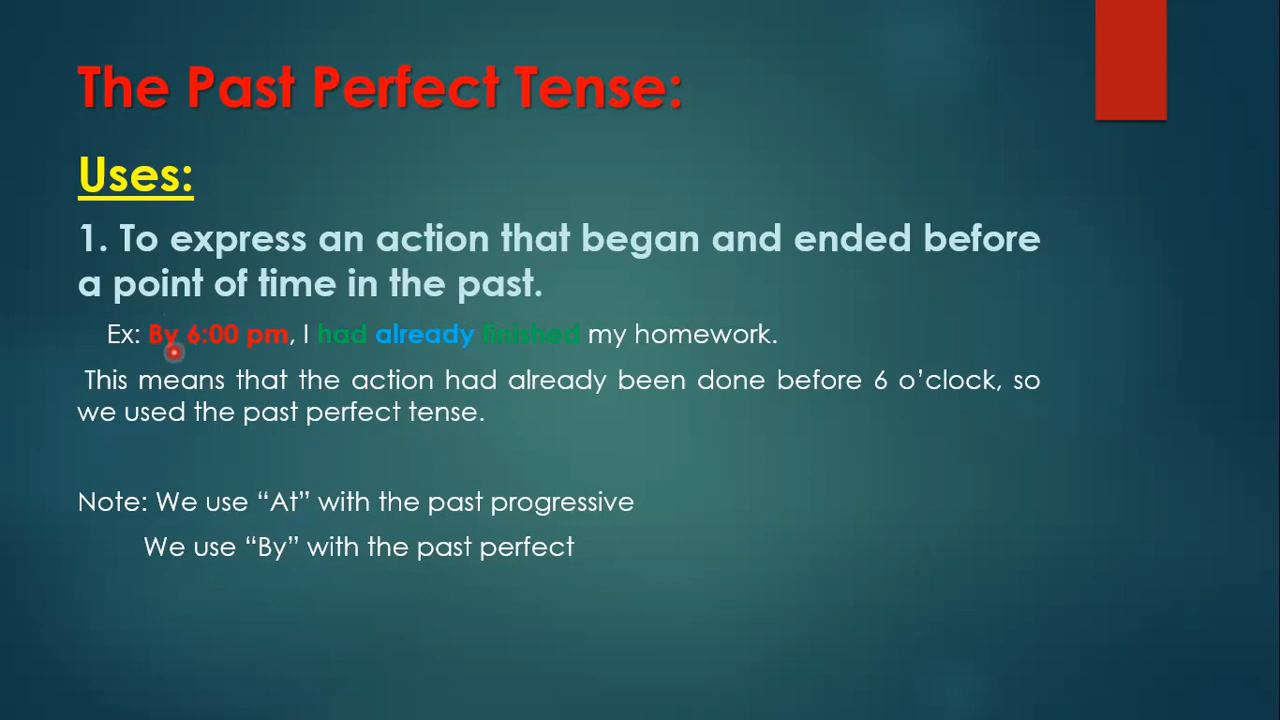 The Past Perfect Tense:
Uses:
1. To express an action that began and ended before
a point of time in the past.
Ex: By 6:00 pm, I had already finished my homework.
This means that the action had already been done before 6 o’clock, so
we used the past perfect tense.
Note: We use “At” with the past progressive
We use “By” with the past perfect